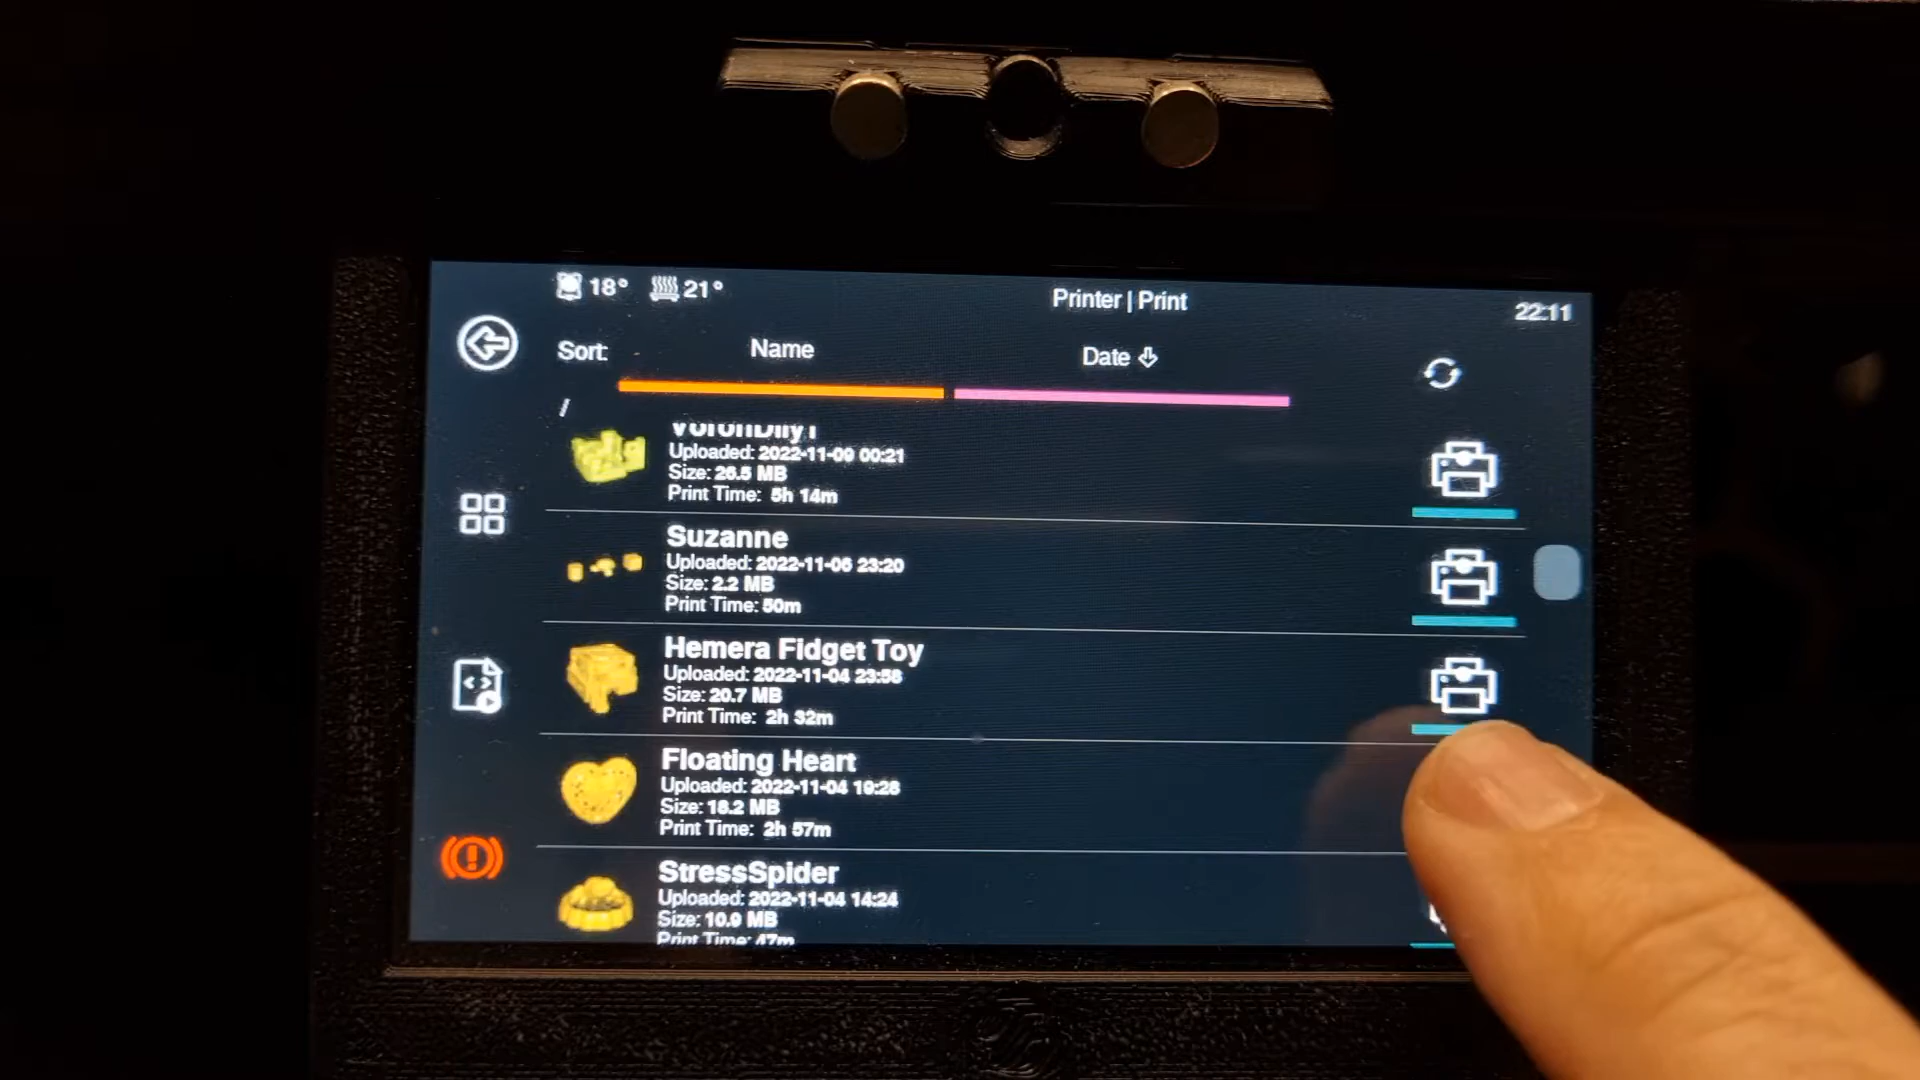 18° 21° Printer | Print 22:11
Sort: Name Date
/
Uploaded: 2022-11-09 00:21
Size: 26.5 MB
Print Time: 5h 14m
Suzanne
Uploaded: 2022-11-06 23:20
Size: 2.2 MB
Print Time: 50m
Hemera Fidget Toy
Uploaded: 2022-11-04 23:58
Size: 20.7 MB
Print Time: 2h 32m
Floating Heart
Uploaded: 2022-11-04 19:28
Size: 18.2 MB
Print Time: 2h 57m
StressSpider
Uploaded: 2022-11-04 14:24
Size: 10.9 MB
Print Time: 47m